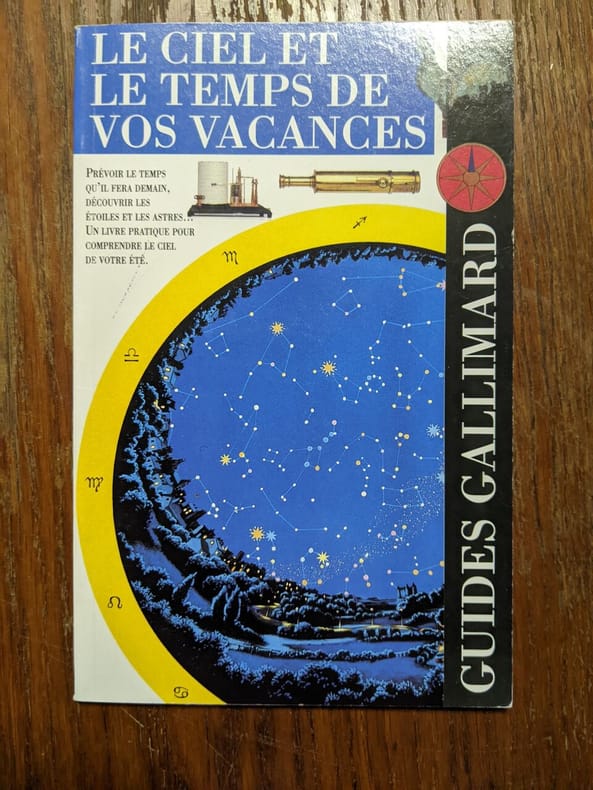 LE CIEL ET
LE TEMPS DE
VOS VACANCES
PRÉVOIR LE TEMPS
QU'IL FERA DEMAIN,
DÉCOUVRIR LES
ÉTOILES ET LES ASTRES...
UN LIVRE PRATIQUE POUR
COMPRENDRE LE CIEL
DE VOTRE ÉTÉ.
GUIDES GALLIMARD
♐
♏
♎
♍
♌
♋